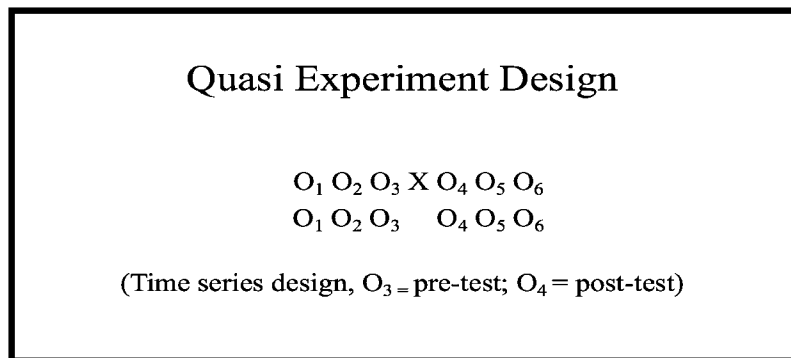 Quasi Experiment Design
O₁ O₂ O₃ X O₄ O₅ O₆
O₁ O₂ O₃ O₄ O₅ O₆
(Time series design, O₃ = pre-test; O₄ = post-test)